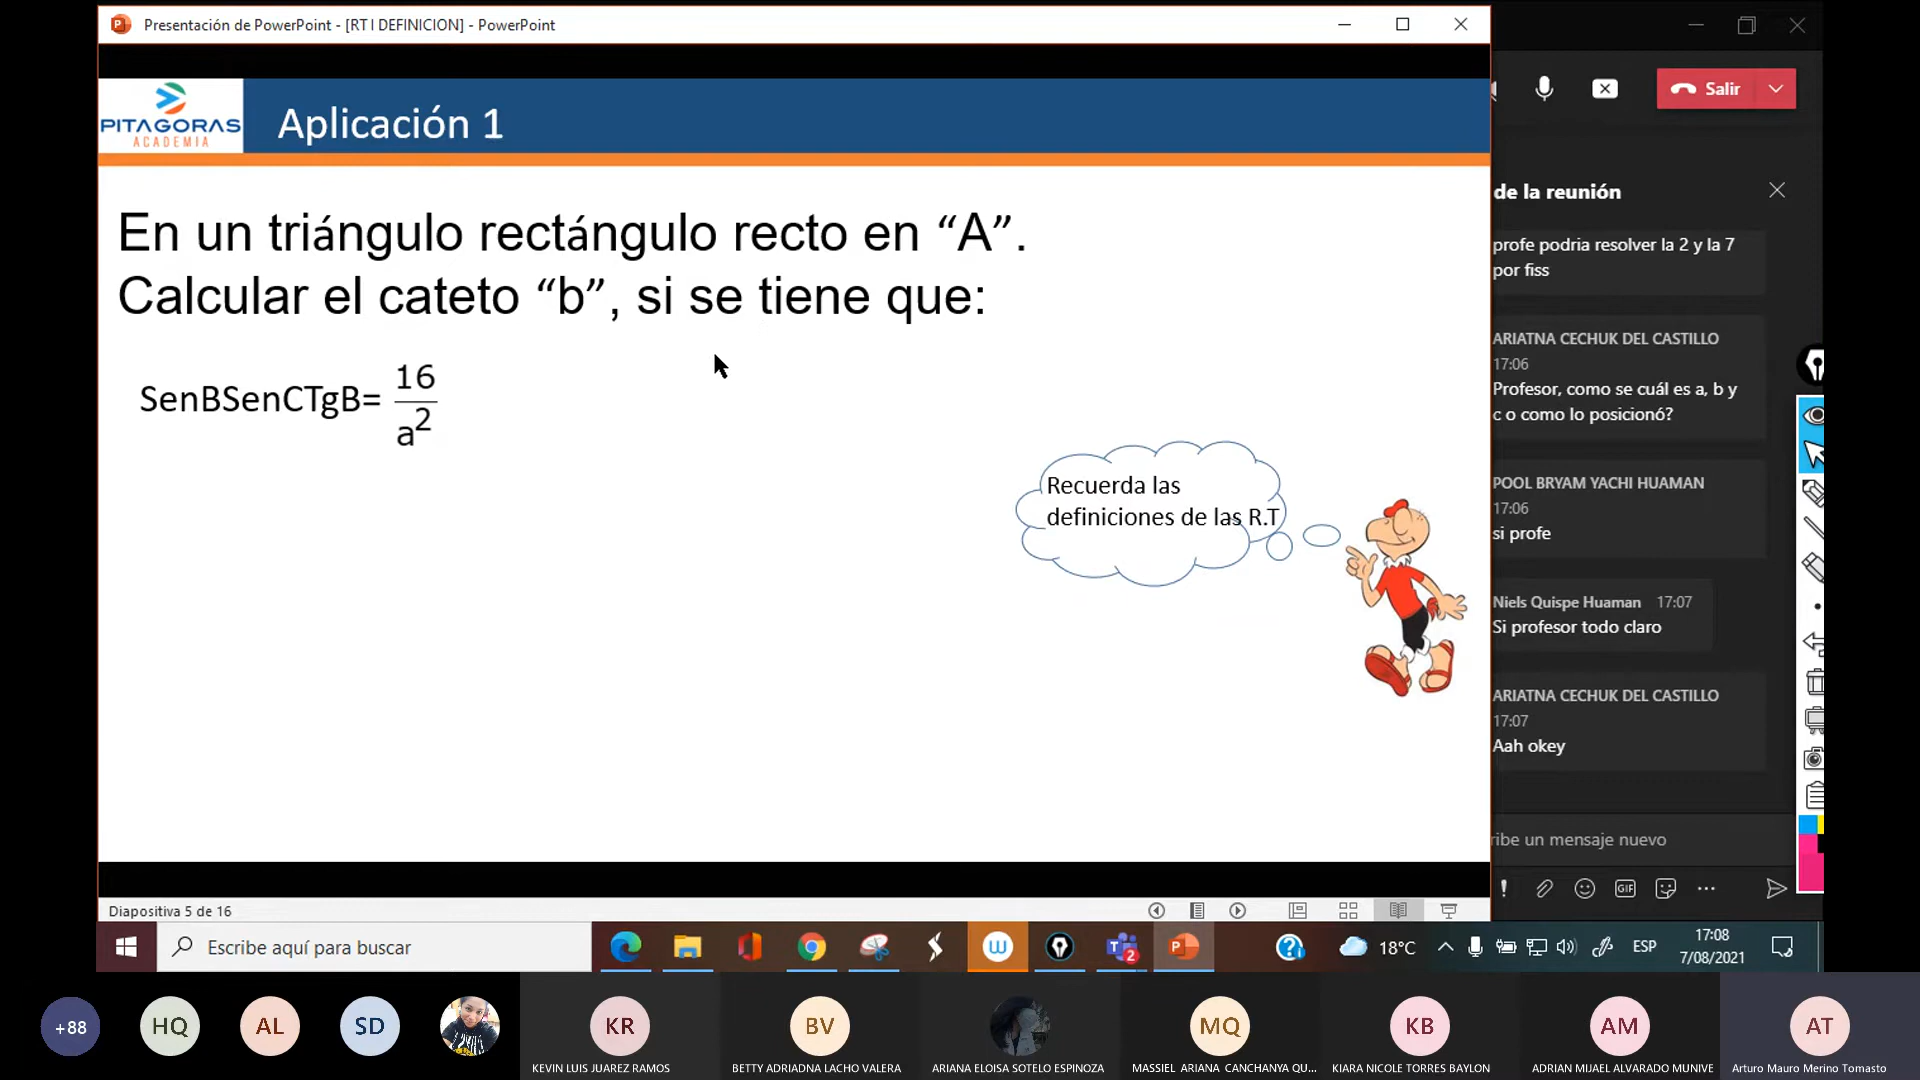 Presentación de PowerPoint - [RT I DEFINICION] - PowerPoint
PITAGORAS
ACADEMIA
Aplicación 1
En un triángulo rectángulo recto en “A”.
Calcular el cateto “b”, si se tiene que:
SenBSenCTgB= 16
a2
Recuerda las
definiciones de las R.T
Diapositiva 5 de 16
Salir
de la reunión
profe podria resolver la 2 y la 7
por fiss
ARIATNA CECHUK DEL CASTILLO
17:06
Profesor, como se cuál es a, b y
c o como lo posicionó?
POOL BRYAM YACHI HUAMAN
17:06
si profe
Niels Quispe Huaman 17:07
Si profesor todo claro
ARIATNA CECHUK DEL CASTILLO
17:07
Aah okey
ribe un mensaje nuevo
GIF
Escribe aquí para buscar
W
2
P
18°C
ESP
17:08
7/08/2021
+88
HQ
AL
SD
KR
BV
MQ
KB
AM
AT
KEVIN LUIS JUAREZ RAMOS
BETTY ADRIADNA LACHO VALERA
ARIANA ELOISA SOTELO ESPINOZA
MASSIEL ARIANA CANCHANYA QU...
KIARA NICOLE TORRES BAYLON
ADRIAN MIJAEL ALVARADO MUNIVE
Arturo Mauro Merino Tomasto